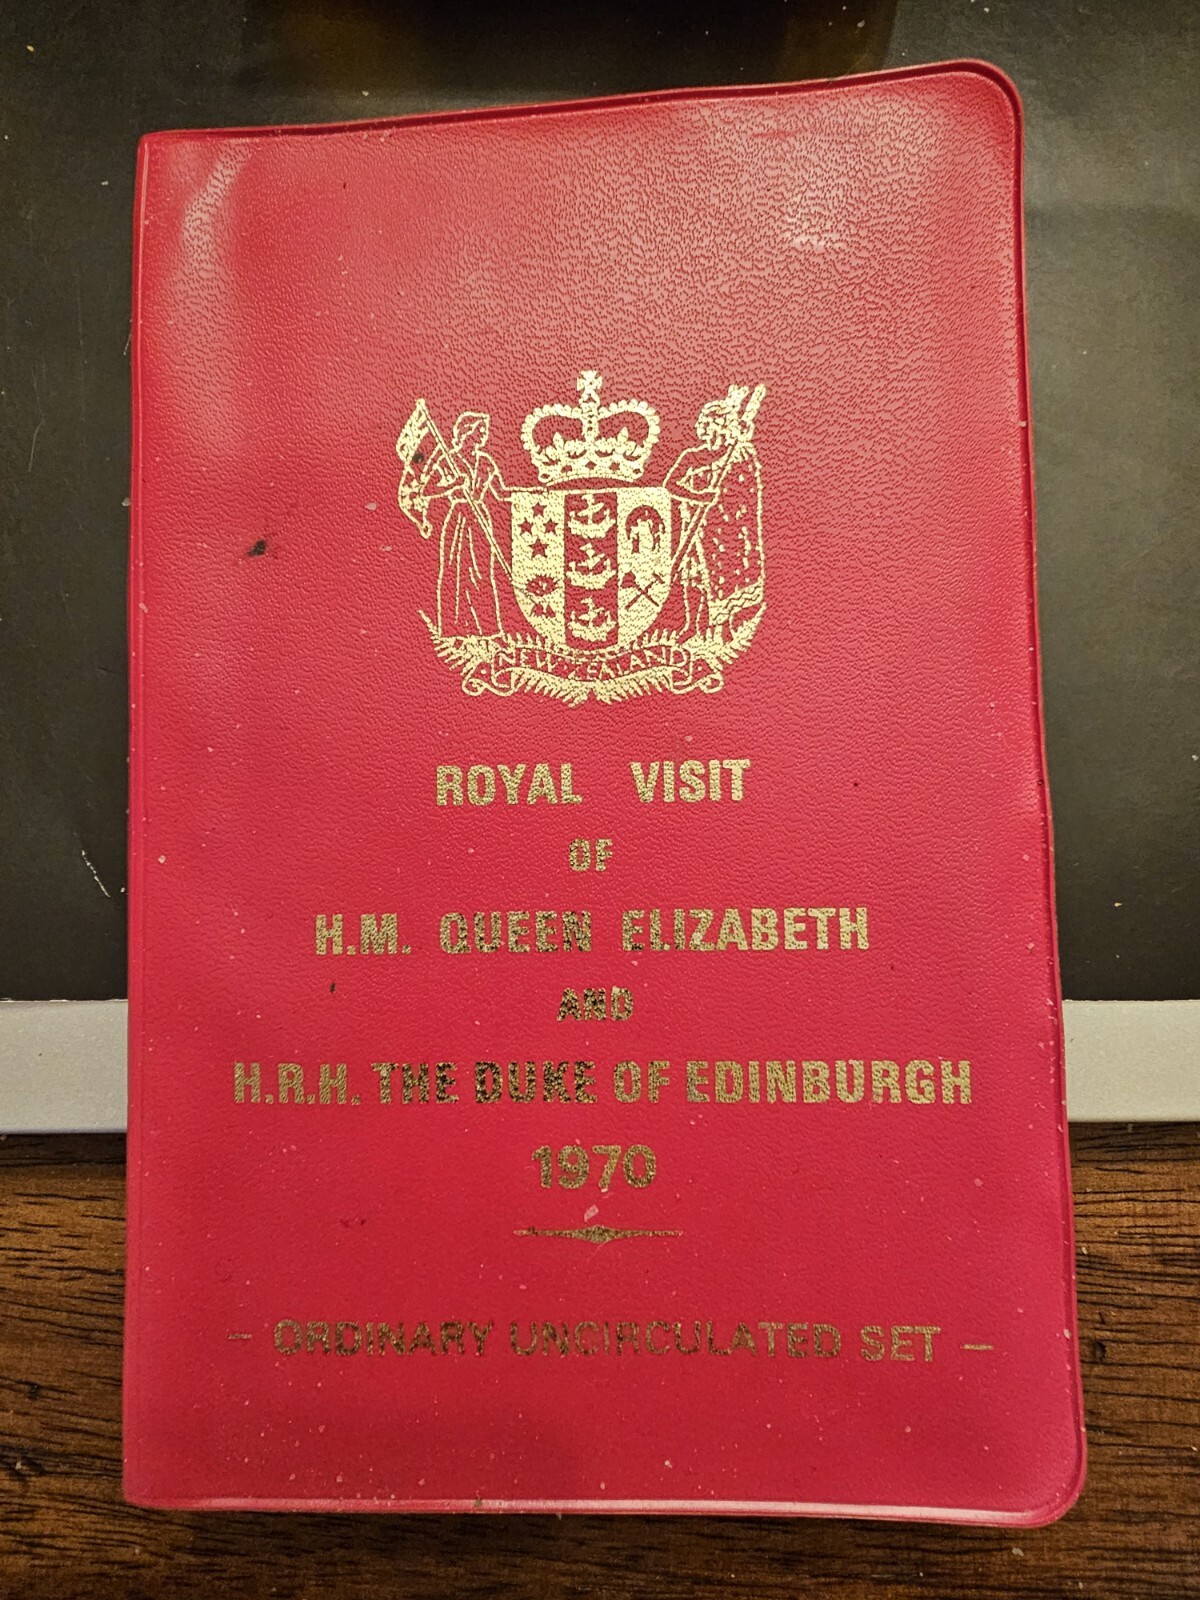 NEW ZEALAND
ROYAL VISIT
OF
H.M. QUEEN ELIZABETH
AND
H.R.H. THE DUKE OF EDINBURGH
1970
- ORDINARY UNCIRCULATED SET -